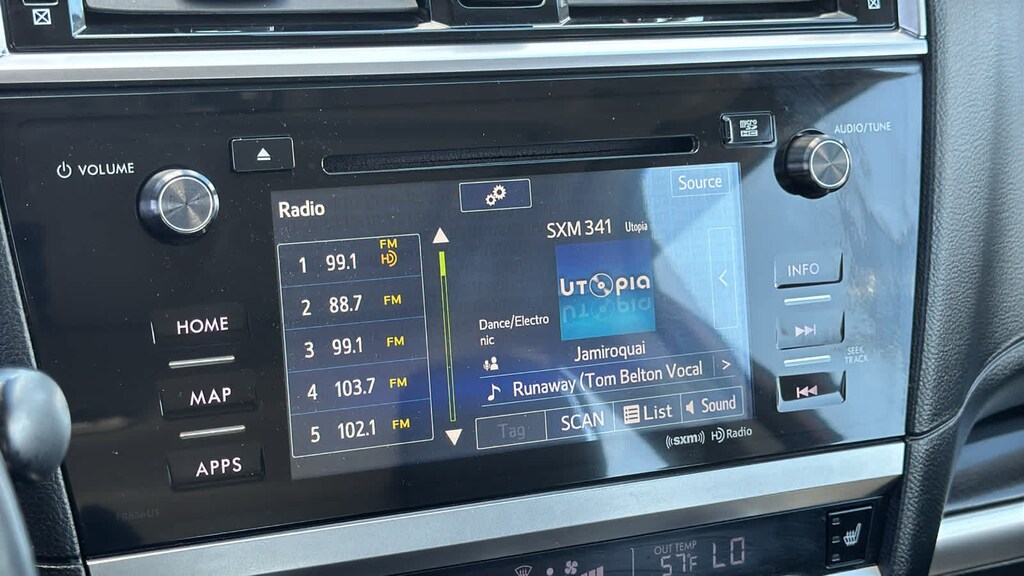 VOLUME
AUDIO/TUNE
Radio
Source
SXM 341 Utopia
UTOPIA
1 99.1 FM HD
2 88.7 FM
3 99.1 FM
4 103.7 FM
5 102.1 FM
Dance/Electro
nic
Jamiroquai
Runaway (Tom Belton Vocal >
Tag SCAN List Sound
HOME
MAP
APPS
INFO
SEEK
TRACK
((sxm)) HD Radio
OUT TEMP
57°F LO